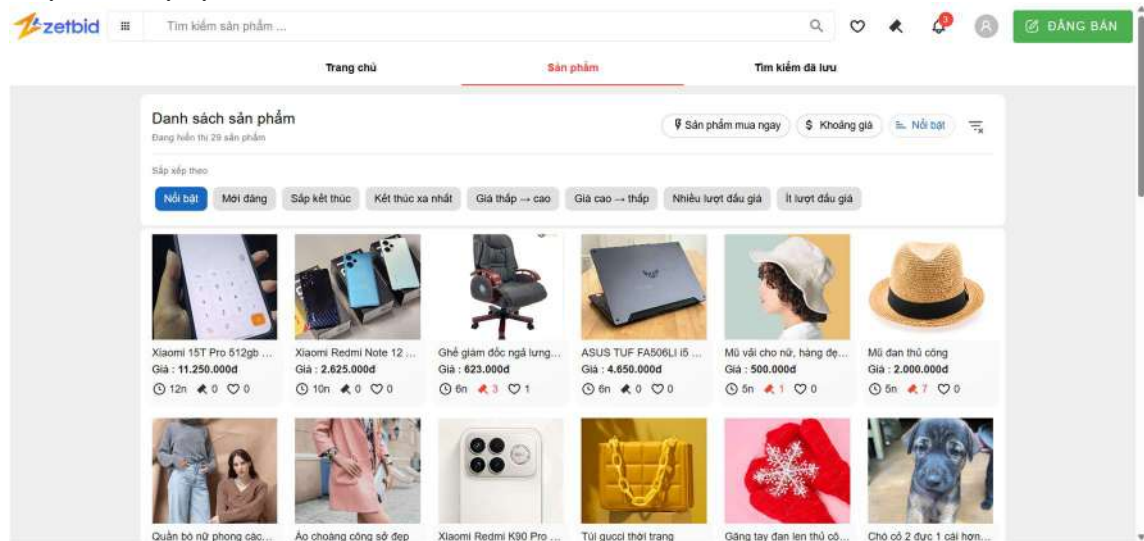 zetbid
Tìm kiếm sản phẩm ...
3
ĐĂNG BÁN
Trang chủ
Sản phẩm
Tìm kiếm đã lưu
Danh sách sản phẩm
Đang hiển thị 29 sản phẩm
Sản phẩm mua ngay
$ Khoảng giá
Nổi bật
Sắp xếp theo
Nổi bật
Mới đăng
Sắp kết thúc
Kết thúc xa nhất
Giá thấp → cao
Giá cao → thấp
Nhiều lượt đấu giá
Ít lượt đấu giá
Xiaomi 15T Pro 512gb ...
Giá : 11.250.000đ
12n 0 0
Xiaomi Redmi Note 12 ...
Giá : 2.625.000đ
10n 0 0
Ghế giám đốc ngả lưng...
Giá : 623.000đ
6n 3 1
ASUS TUF FA506LI i5 ...
Giá : 4.650.000đ
6n 0 0
Mũ vải cho nữ, hàng đẹ...
Giá : 500.000đ
5n 1 0
Mũ đan thủ công
Giá : 2.000.000đ
5n 7 0
Quần bò nữ phong các...
Áo choàng công sở đẹp
Xiaomi Redmi K90 Pro ...
Túi gucci thời trang
Găng tay đan len thủ cô...
Chó cỏ 2 đực 1 cái hơn...